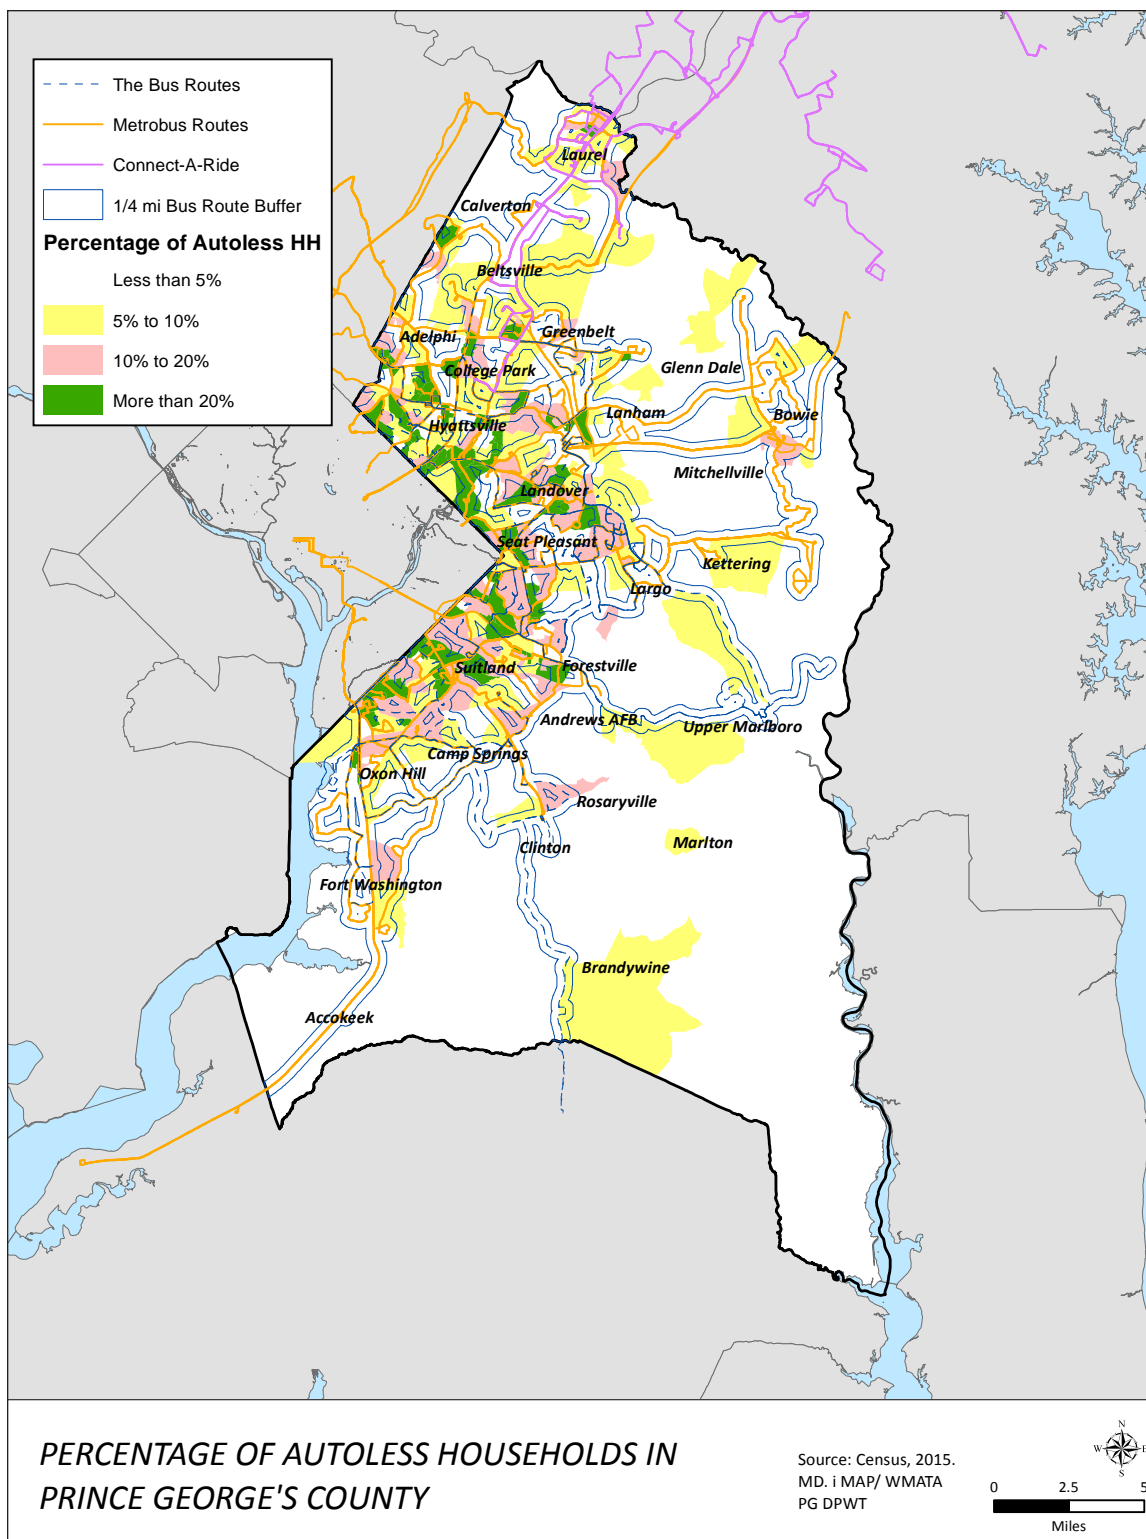 The Bus Routes
Metrobus Routes
Connect-A-Ride
1/4 mi Bus Route Buffer
Percentage of Autoless HH
Less than 5%
5% to 10%
10% to 20%
More than 20%
Laurel
Calverton
Beltsville
Adelphi
Greenbelt
College Park
Glenn Dale
Lanham
Bowie
Hyattsville
Mitchellville
Landover
Seat Pleasant
Kettering
Largo
Suitland
Forestville
Andrews AFB
Upper Marlboro
Camp Springs
Oxon Hill
Rosaryville
Clinton
Marlton
Fort Washington
Brandywine
Accokeek
PERCENTAGE OF AUTOLESS HOUSEHOLDS IN
PRINCE GEORGE'S COUNTY
Source: Census, 2015.
MD. i MAP/ WMATA
PG DPWT
N
W E
S
0 2.5 5
Miles